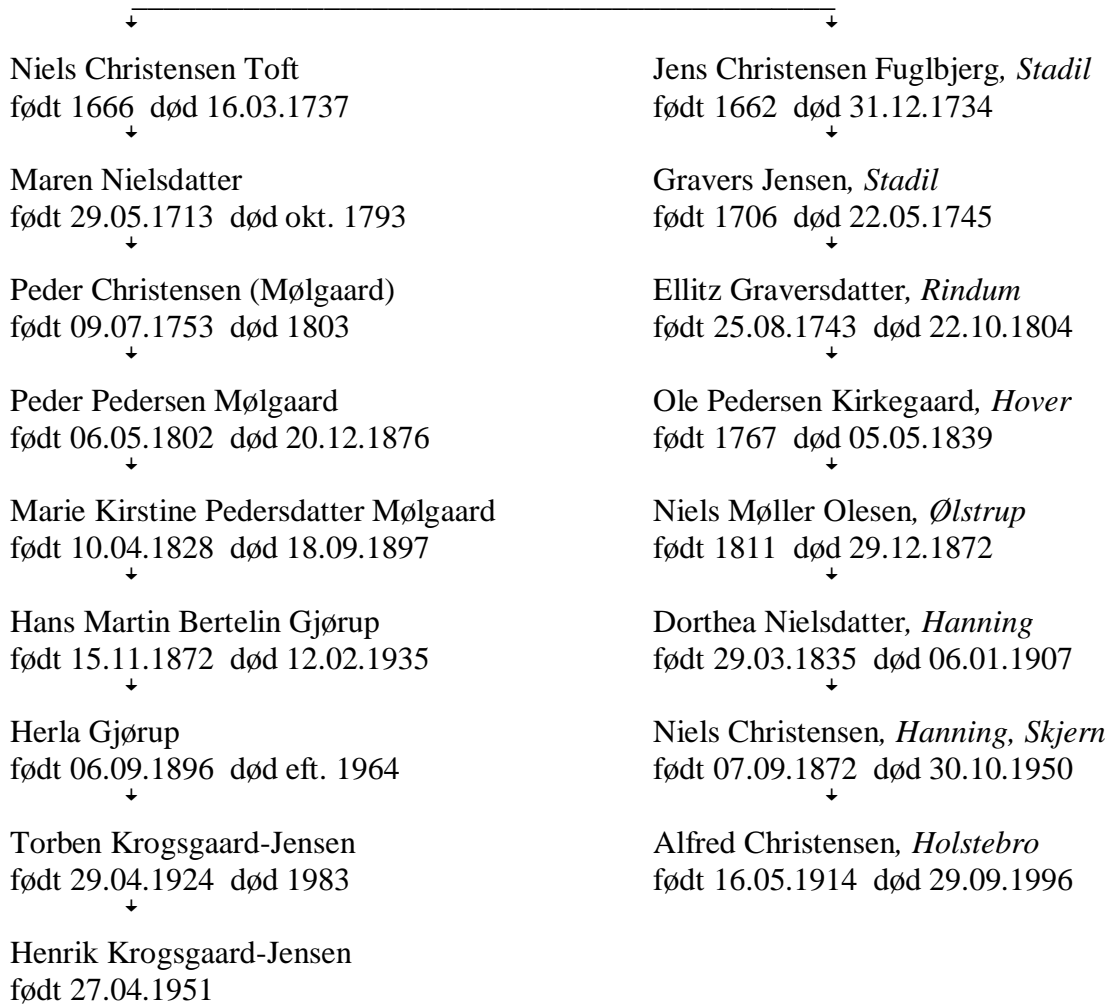 Niels Christensen Toft
født 1666 død 16.03.1737
Maren Nielsdatter
født 29.05.1713 død okt. 1793
Peder Christensen (Mølgaard)
født 09.07.1753 død 1803
Peder Pedersen Mølgaard
født 06.05.1802 død 20.12.1876
Marie Kirstine Pedersdatter Mølgaard
født 10.04.1828 død 18.09.1897
Hans Martin Bertelin Gjørup
født 15.11.1872 død 12.02.1935
Herla Gjørup
født 06.09.1896 død eft. 1964
Torben Krogsgaard-Jensen
født 29.04.1924 død 1983
Henrik Krogsgaard-Jensen
født 27.04.1951
Jens Christensen Fuglbjerg, Stadil
født 1662 død 31.12.1734
Gravers Jensen, Stadil
født 1706 død 22.05.1745
Ellitz Graversdatter, Rindum
født 25.08.1743 død 22.10.1804
Ole Pedersen Kirkegaard, Hover
født 1767 død 05.05.1839
Niels Møller Olesen, Ølstrup
født 1811 død 29.12.1872
Dorthea Nielsdatter, Hanning
født 29.03.1835 død 06.01.1907
Niels Christensen, Hanning, Skjern
født 07.09.1872 død 30.10.1950
Alfred Christensen, Holstebro
født 16.05.1914 død 29.09.1996